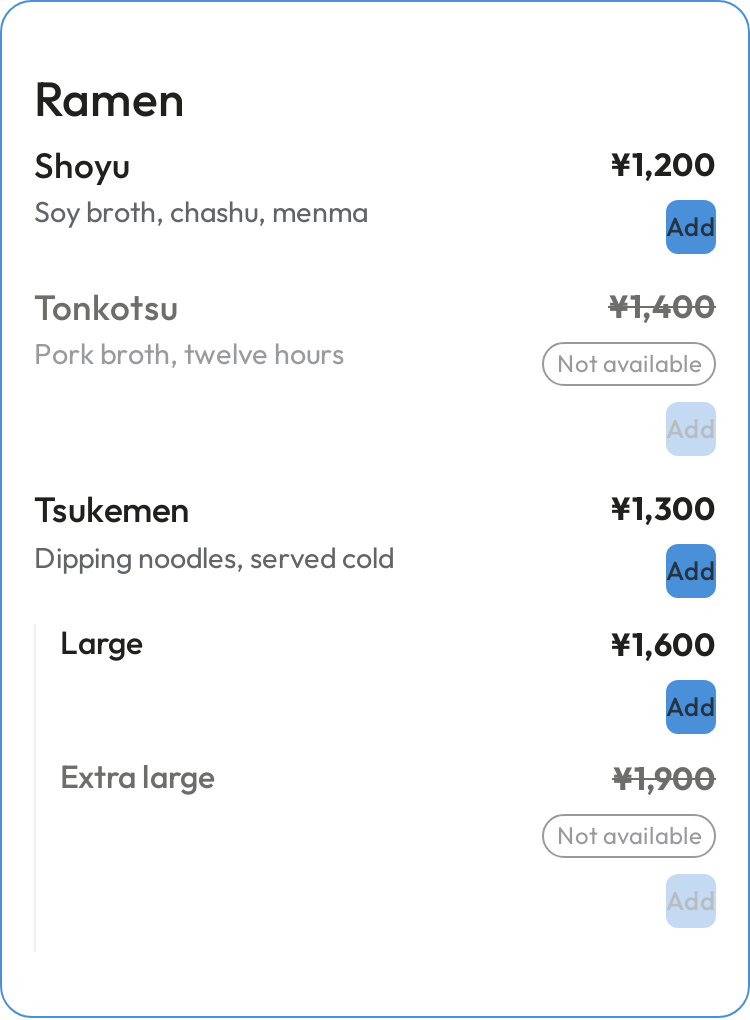 Ramen
Shoyu ¥1,200
Soy broth, chashu, menma
Add
Tonkotsu ¥1,400
Pork broth, twelve hours
Not available
Add
Tsukemen ¥1,300
Dipping noodles, served cold
Add
Large ¥1,600
Add
Extra large ¥1,900
Not available
Add